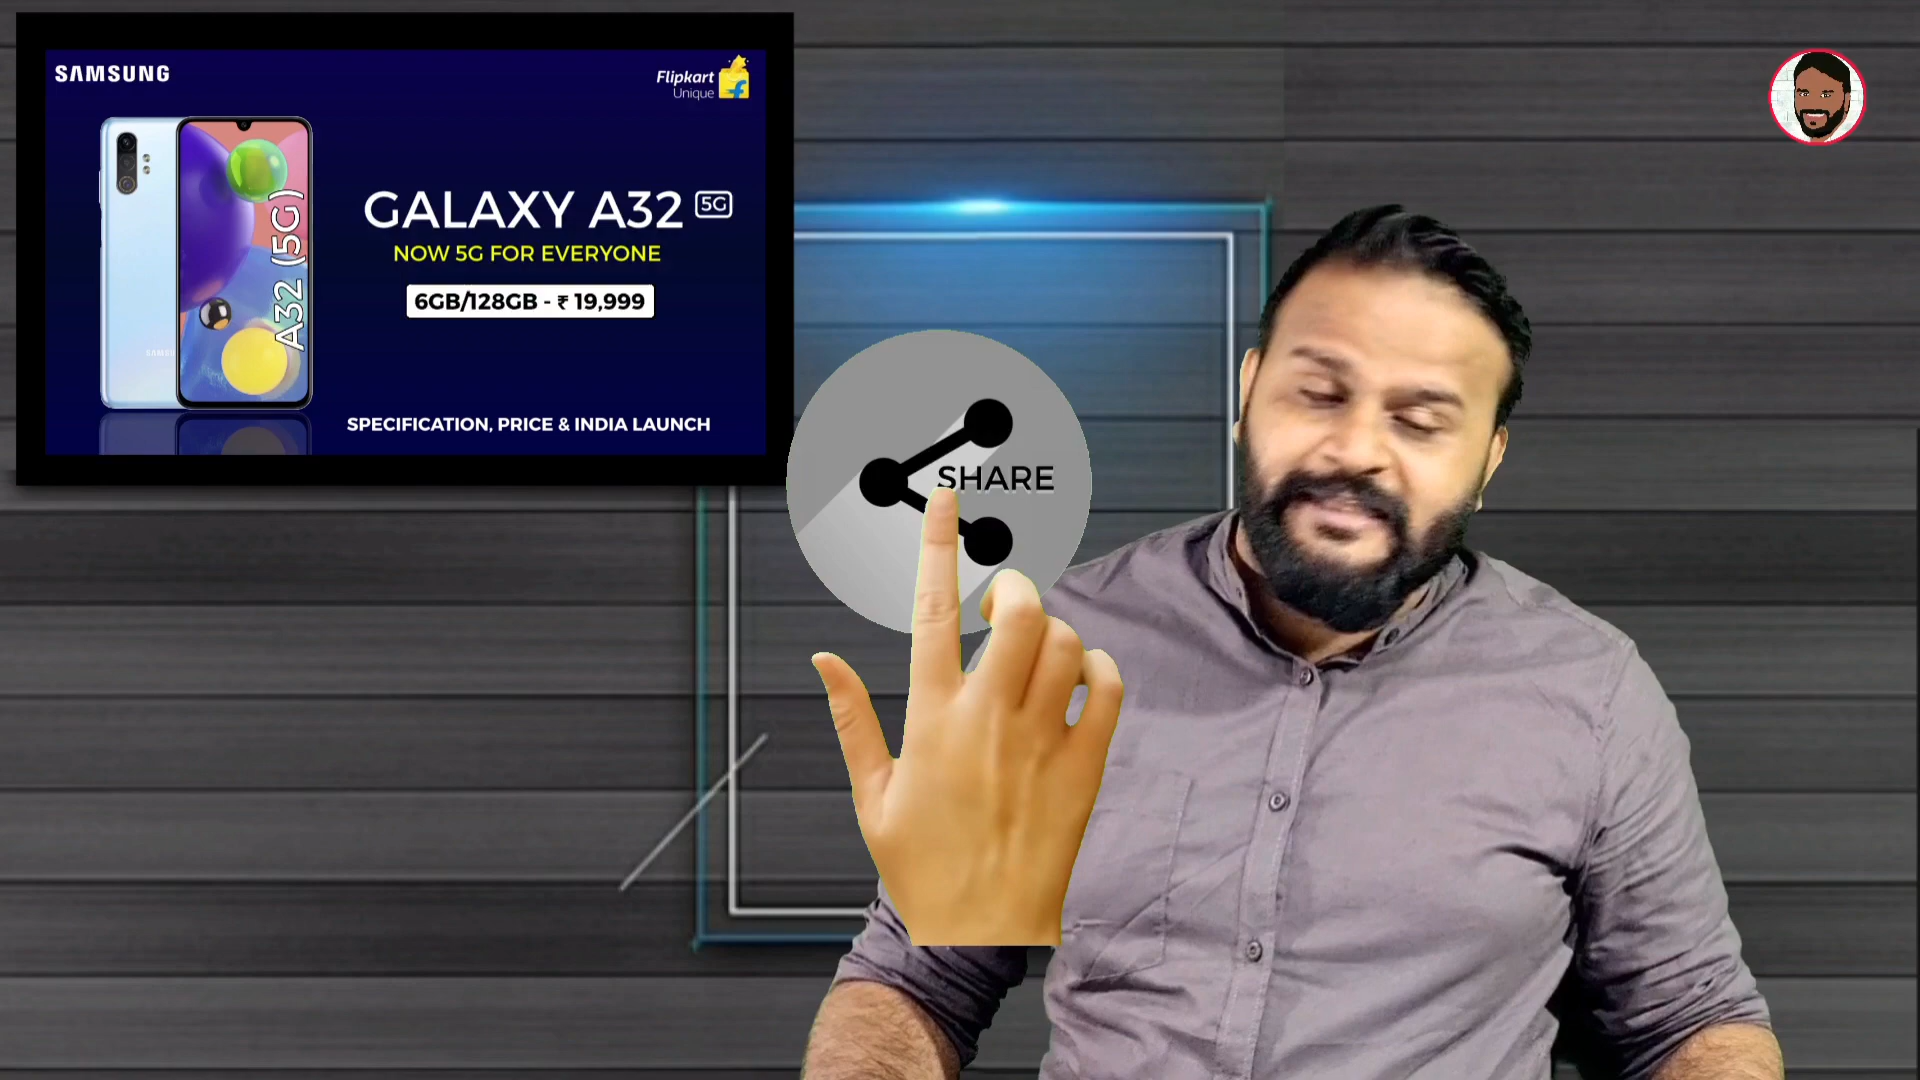 SAMSUNG
Flipkart
Unique
GALAXY A32 5G
NOW 5G FOR EVERYONE
6GB/128GB - ₹ 19,999
A32 (5G)
SPECIFICATION, PRICE & INDIA LAUNCH
SHARE